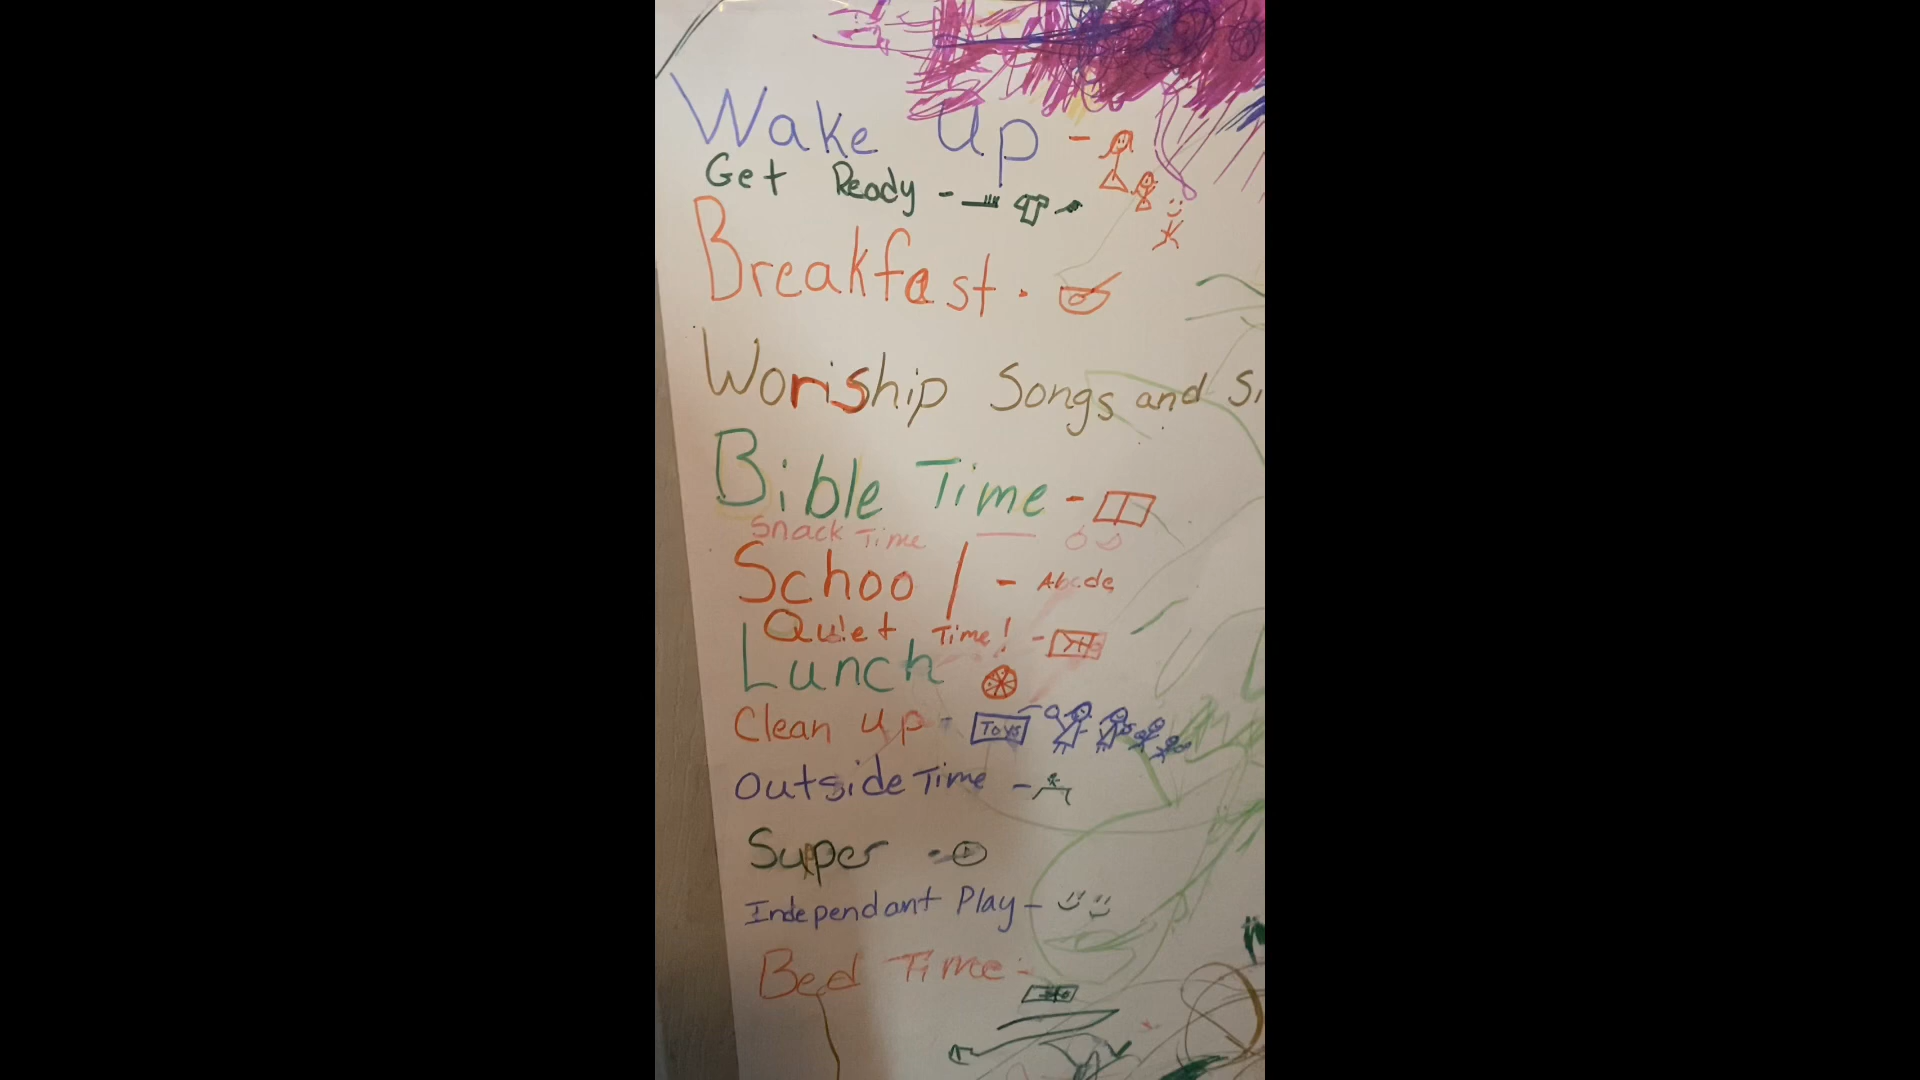 Wake Up -
Get Ready -
Breakfast -
Worship Songs and Si
Bible Time -
Snack Time
School - Abcde
Quiet Time! -
Lunch
Clean Up - Toys
Outside Time -
Super -
Independant Play -
Bed Time -